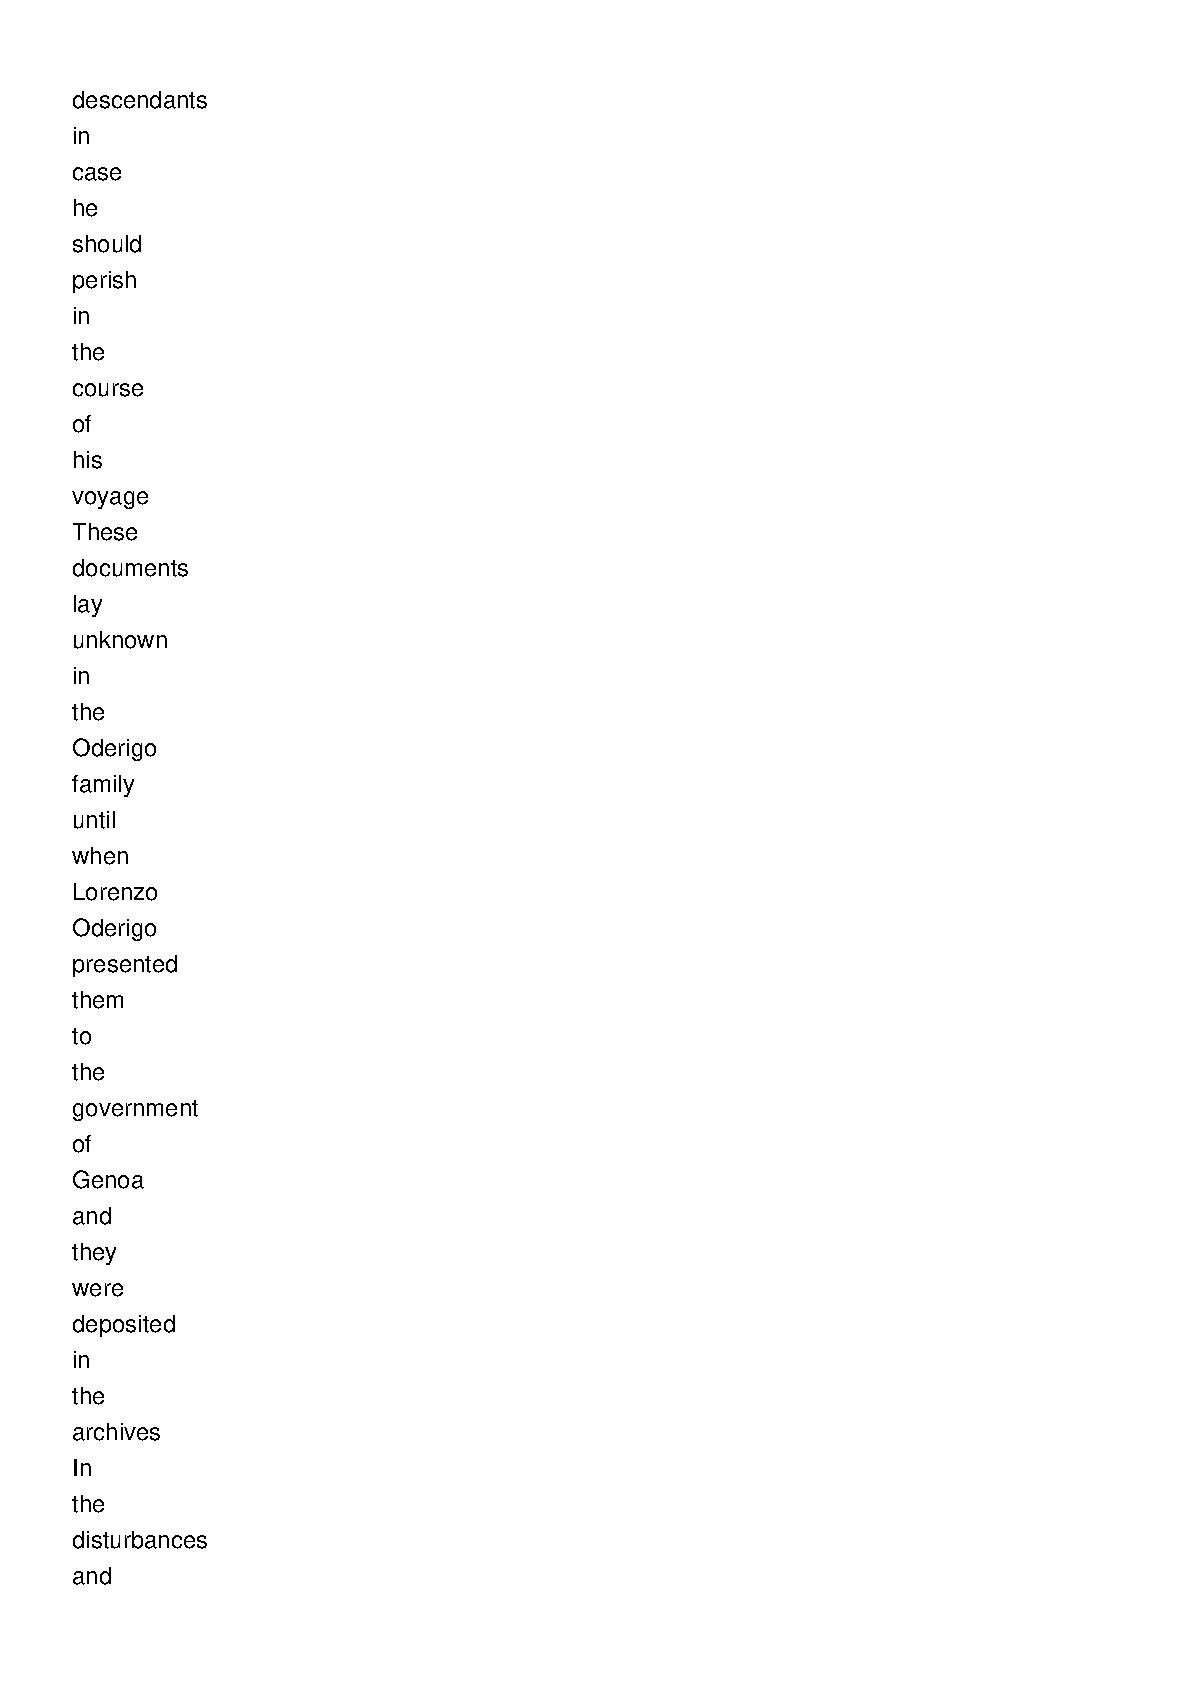 descendants
in
case
he
should
perish
in
the
course
of
his
voyage
These
documents
lay
unknown
in
the
Oderigo
family
until
when
Lorenzo
Oderigo
presented
them
to
the
government
of
Genoa
and
they
were
deposited
in
the
archives
In
the
disturbances
and